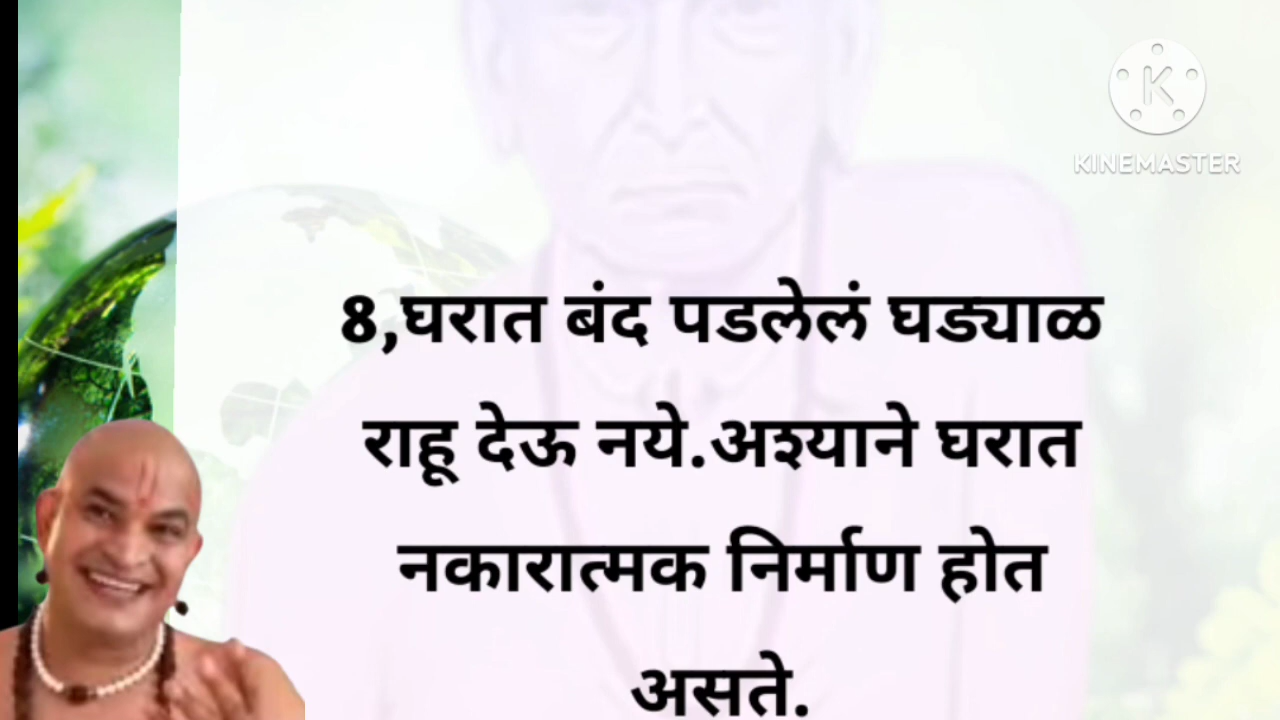 KINEMASTER
8,घरात बंद पडलेलं घड्याळ
राहू देऊ नये.अश्याने घरात
नकारात्मक निर्माण होत
असते.